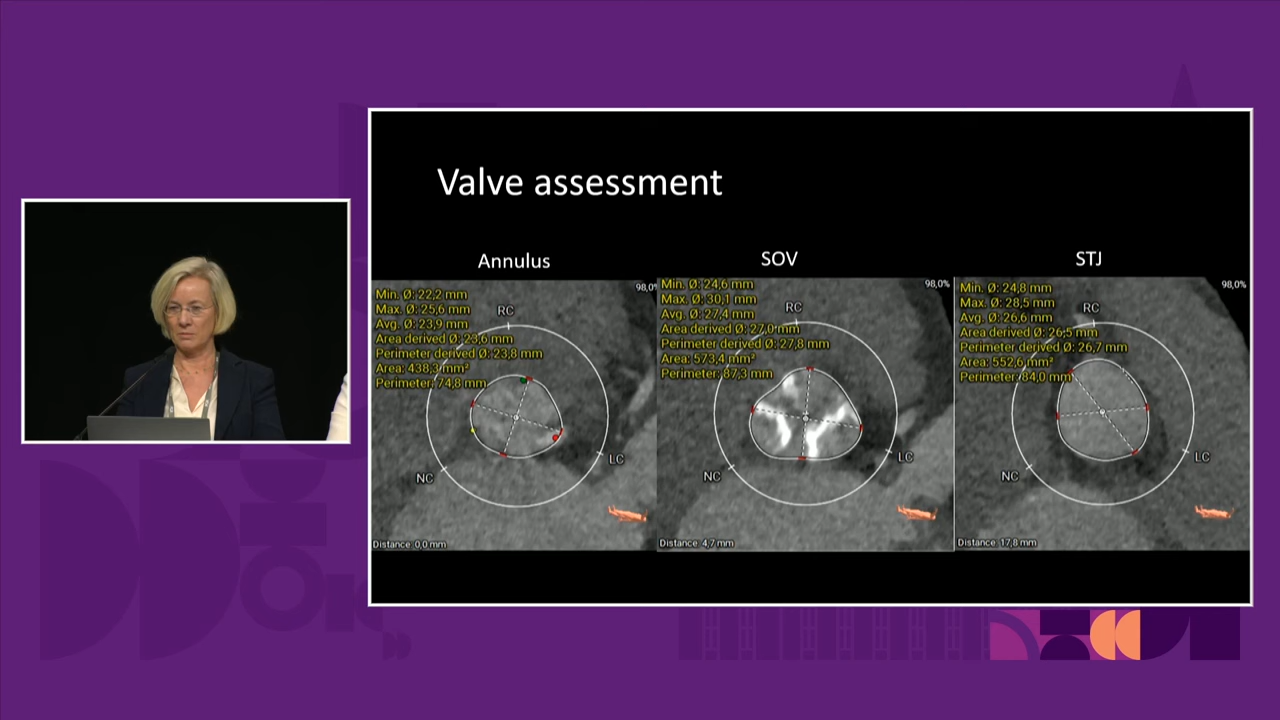 Valve assessment
Annulus
SOV
STJ
Min. Ø: 22,2 mm
Max. Ø: 25,6 mm
Avg. Ø: 23,9 mm
Area derived Ø: 23,6 mm
Perimeter derived Ø: 23,8 mm
Area: 438,3 mm²
Perimeter: 74,8 mm
98,0%
RC
LC
NC
Distance: 0,0 mm
Min. Ø: 24,6 mm
Max. Ø: 30,1 mm
Avg. Ø: 27,4 mm
Area derived Ø: 27,0 mm
Perimeter derived Ø: 27,8 mm
Area: 573,4 mm²
Perimeter: 87,3 mm
98,0%
RC
LC
NC
Distance: 4,7 mm
Min. Ø: 24,8 mm
Max. Ø: 28,5 mm
Avg. Ø: 26,6 mm
Area derived Ø: 26,5 mm
Perimeter derived Ø: 26,7 mm
Area: 552,6 mm²
Perimeter: 84,0 mm
98,0%
RC
LC
NC
Distance: 17,8 mm